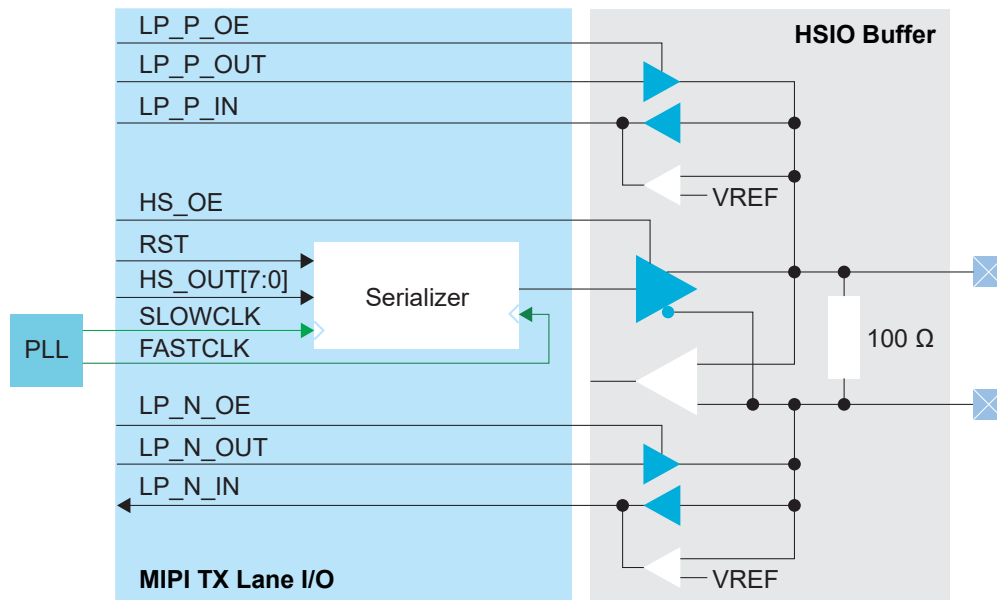 LP_P_OE
HSIO Buffer
LP_P_OUT
LP_P_IN
VREF
HS_OE
RST
HS_OUT[7:0]
Serializer
SLOWCLK
PLL
FASTCLK
100 Ω
LP_N_OE
LP_N_OUT
LP_N_IN
MIPI TX Lane I/O
VREF